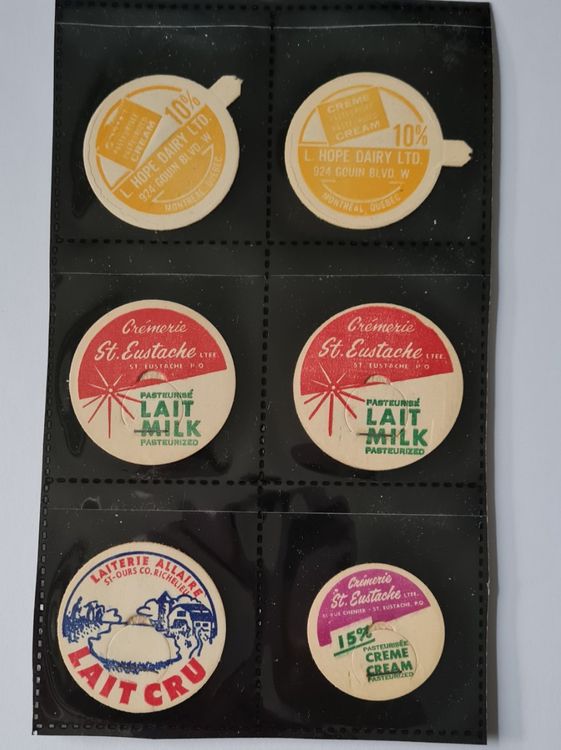 CREAM
10%
L. HOPE DAIRY LTD.
924 GOUIN BLVD. W
MONTREAL QUEBEC
CREME
CREAM
10%
L. HOPE DAIRY LTD.
924 GOUIN BLVD. W
MONTREAL QUEBEC
Crémerie
St. Eustache LTEE.
ST. EUSTACHE P.Q.
PASTEURISÉ
LAIT
MILK
PASTEURIZED
Crémerie
St. Eustache LTEE.
ST. EUSTACHE P.Q.
PASTEURISÉ
LAIT
MILK
PASTEURIZED
LAITERIE ALLAIRE
ST-OURS CO. RICHELIEU
LAIT CRU
Crémerie
St. Eustache LTEE.
RUE CHENIER - ST. EUSTACHE, P.Q.
15%
PASTEURISÉE
CREME
CREAM
PASTEURIZED